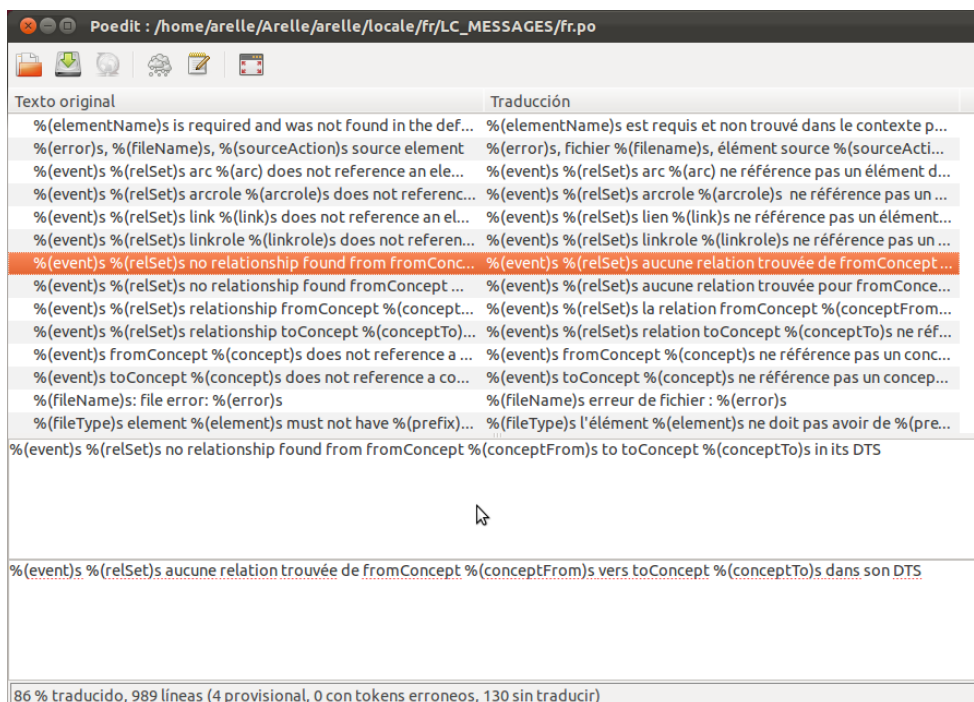 Poedit : /home/arelle/Arelle/arelle/locale/fr/LC_MESSAGES/fr.po
Texto original Traducción
%(elementName)s is required and was not found in the def... %(elementName)s est requis et non trouvé dans le contexte p...
%(error)s, %(fileName)s, %(sourceAction)s source element %(error)s, fichier %(filename)s, élément source %(sourceActi...
%(event)s %(relSet)s arc %(arc) does not reference an ele... %(event)s %(relSet)s arc %(arc) ne référence pas un élément d...
%(event)s %(relSet)s arcrole %(arcrole)s does not referenc... %(event)s %(relSet)s arcrole %(arcrole)s ne référence pas un ...
%(event)s %(relSet)s link %(link)s does not reference an el... %(event)s %(relSet)s lien %(link)s ne référence pas un élément...
%(event)s %(relSet)s linkrole %(linkrole)s does not referen... %(event)s %(relSet)s linkrole %(linkrole)s ne référence pas un ...
%(event)s %(relSet)s no relationship found from fromConc... %(event)s %(relSet)s aucune relation trouvée de fromConcept ...
%(event)s %(relSet)s no relationship found fromConcept ... %(event)s %(relSet)s aucune relation trouvée pour fromConce...
%(event)s %(relSet)s relationship fromConcept %(concept... %(event)s %(relSet)s la relation fromConcept %(conceptFrom...
%(event)s %(relSet)s relationship toConcept %(conceptTo)... %(event)s %(relSet)s relation toConcept %(conceptTo)s ne réf...
%(event)s fromConcept %(concept)s does not reference a ... %(event)s fromConcept %(concept)s ne référence pas un conc...
%(event)s toConcept %(concept)s does not reference a co... %(event)s toConcept %(concept)s ne référence pas un concep...
%(fileName)s: file error: %(error)s %(fileName)s erreur de fichier : %(error)s
%(fileType)s element %(element)s must not have %(prefix)... %(fileType)s l'élément %(element)s ne doit pas avoir de %(pre...
%(event)s %(relSet)s no relationship found from fromConcept %(conceptFrom)s to toConcept %(conceptTo)s in its DTS
%(event)s %(relSet)s aucune relation trouvée de fromConcept %(conceptFrom)s vers toConcept %(conceptTo)s dans son DTS
86 % traducido, 989 líneas (4 provisional, 0 con tokens erroneos, 130 sin traducir)